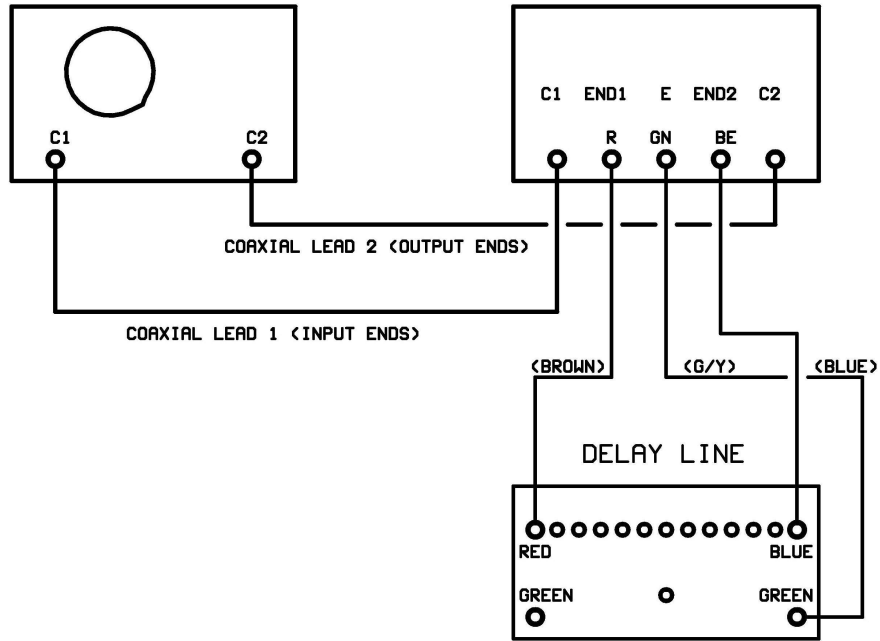 C1 END1 E END2 C2
C1 C2 R GN BE
COAXIAL LEAD 2 (OUTPUT ENDS)
COAXIAL LEAD 1 (INPUT ENDS)
(BROWN) (G/Y) (BLUE)
DELAY LINE
RED BLUE
GREEN GREEN